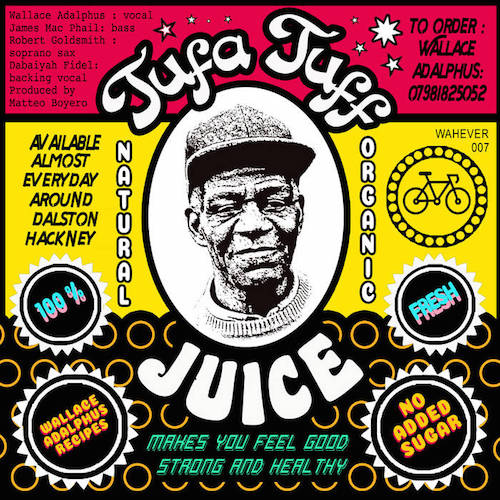 Wallace Adalphus : vocal
James Mac Phail: bass
Robert Goldsmith :
soprano sax
Dabaiyah Fidel:
backing vocal
Produced by
Matteo Boyero
Tufa Tuff
TO ORDER :
WALLACE
ADALPHUS:
07981825052
WAHEVER
007
AVAILABLE
ALMOST
EVERYDAY
AROUND
DALSTON
HACKNEY
NATURAL
ORGANIC
100%
FRESH
JUICE
WALLACE
ADALPHUS
RECIPES
NO
ADDED
SUGAR
MAKES YOU FEEL GOOD
STRONG AND HEALTHY